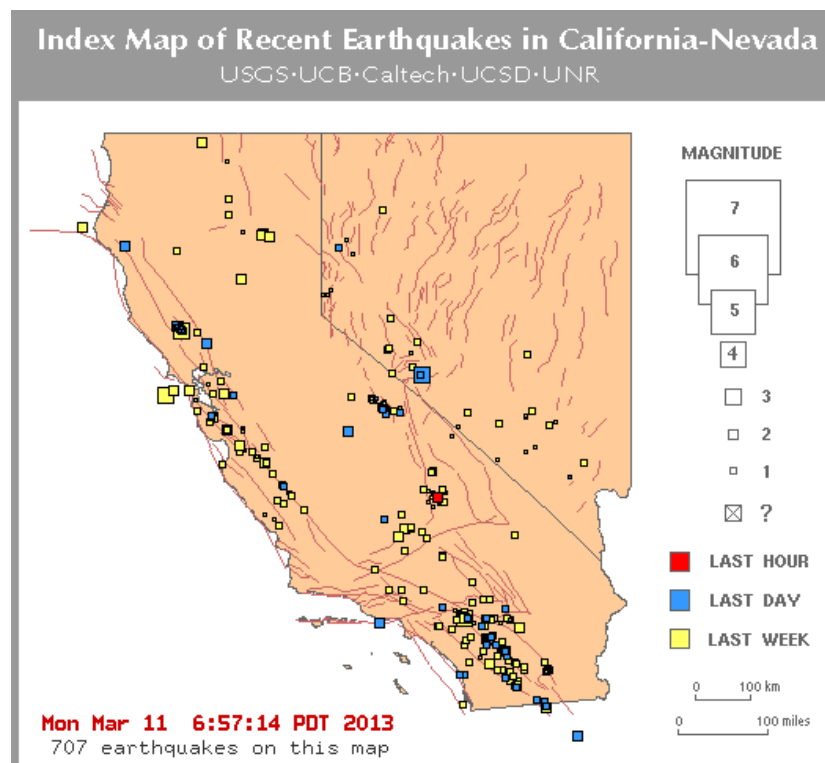 Index Map of Recent Earthquakes in California-Nevada
USGS·UCB·Caltech·UCSD·UNR
MAGNITUDE
7
6
5
4
3
2
1
?
LAST HOUR
LAST DAY
LAST WEEK
0 100 km
0 100 miles
Mon Mar 11 6:57:14 PDT 2013
707 earthquakes on this map